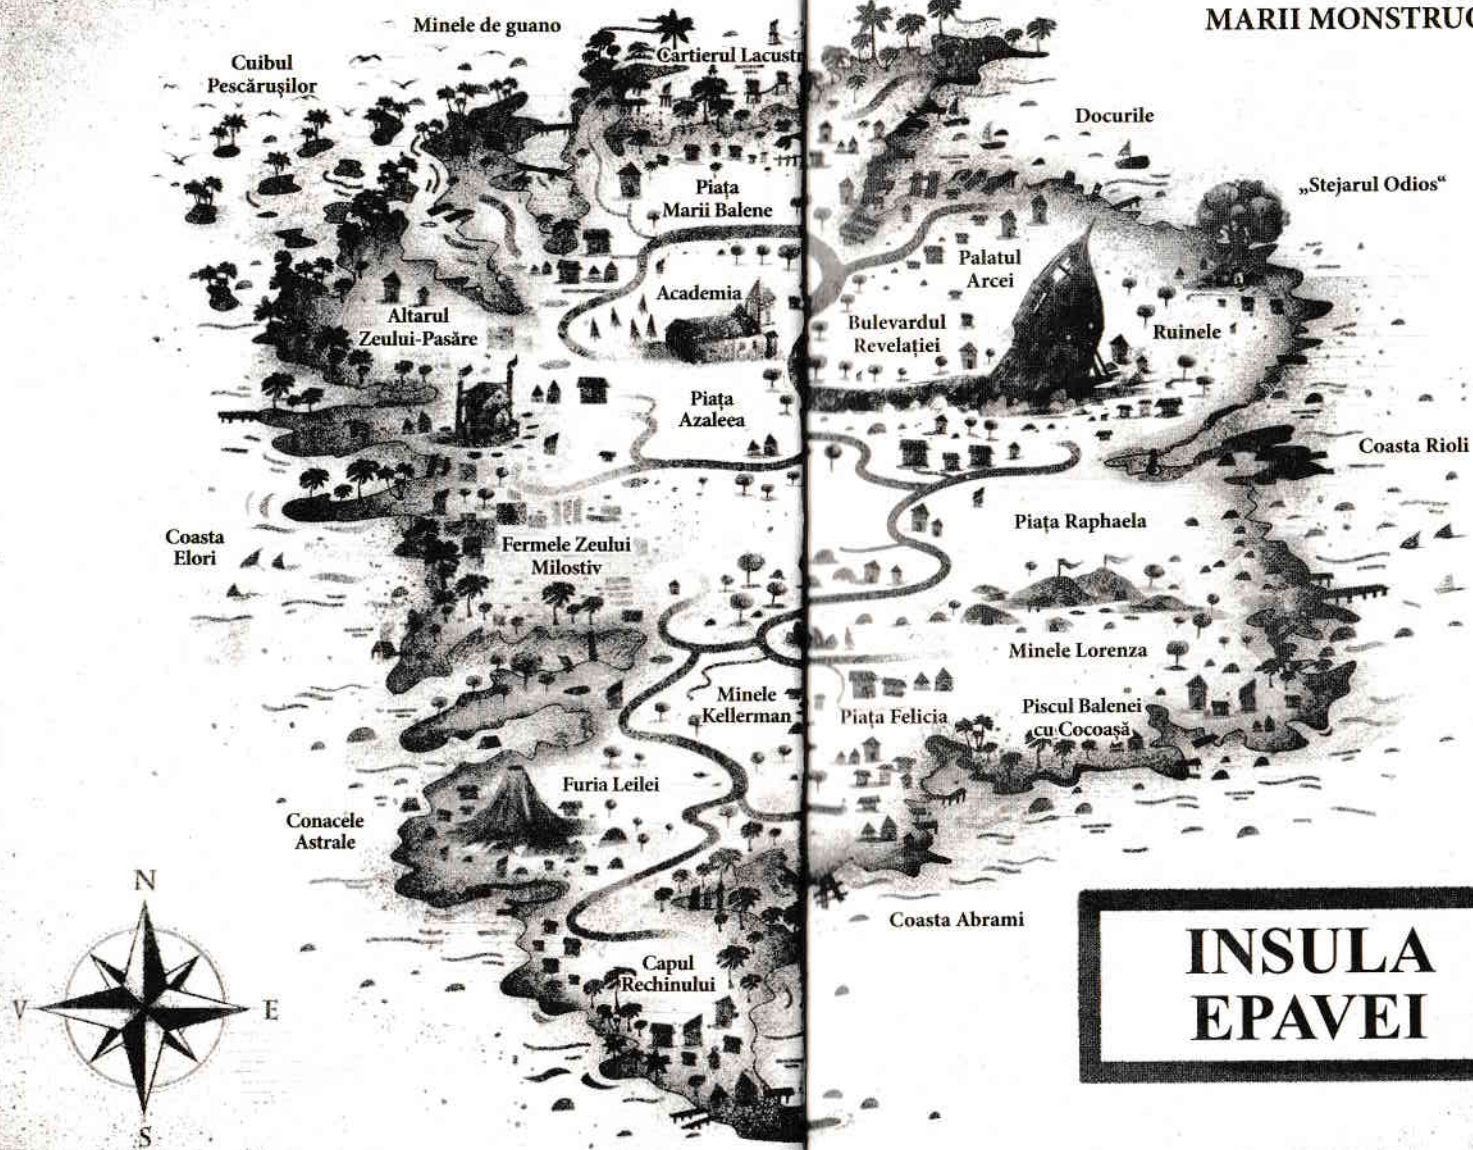 MARII MONSTRU
Minele de guano
Cuibul
Pescărușilor
Cartierul Lacustr
Docurile
„Stejarul Odios“
Piața
Marii Balene
Palatul
Arcei
Academia
Altarul
Zeului-Pasăre
Bulevardul
Revelației
Ruinele
Piața
Azaleea
Coasta Rioli
Coasta
Elori
Fermele Zeului
Milostiv
Piața Raphaela
Minele Lorenza
Minele
Kellerman
Piața Felicia
Piscul Balenei
cu Cocoașă
Furia Leilei
Conacele
Astrale
N
V
E
S
Coasta Abrami
Capul
Rechinului
INSULA
EPAVEI